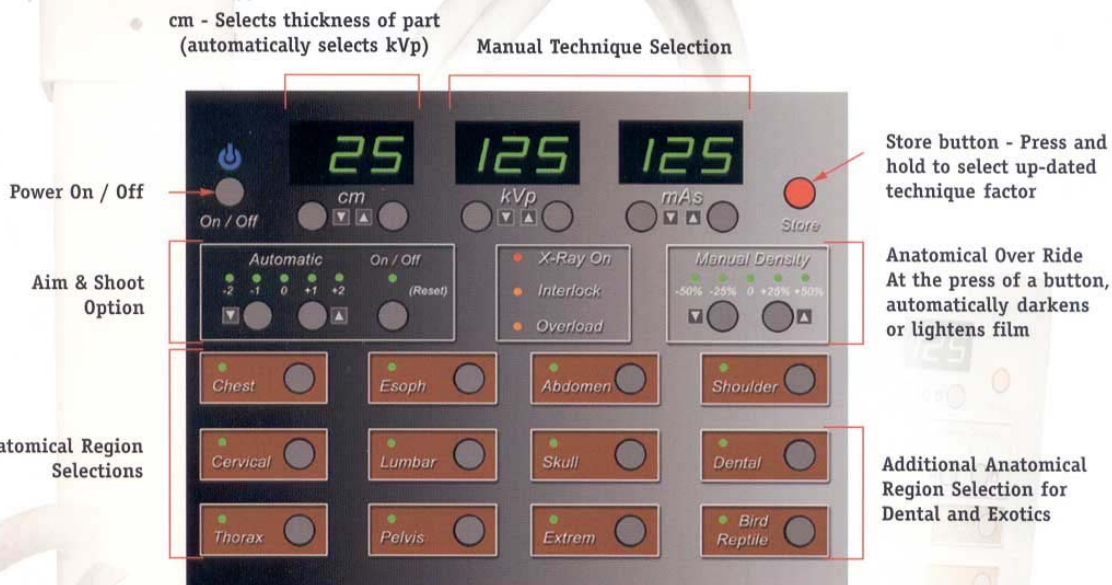 cm - Selects thickness of part
(automatically selects kVp)
Manual Technique Selection
25
125
125
cm
kVp
mAs
On / Off
Store
Power On / Off
Store button - Press and
hold to select up-dated
technique factor
Aim & Shoot
Option
Automatic
On / Off
-2 -1 0 +1 +2
(Reset)
X-Ray On
Interlock
Overload
Manual Density
-50% -25% 0 +25% +50%
Anatomical Over Ride
At the press of a button,
automatically darkens
or lightens film
Chest
Esoph
Abdomen
Shoulder
atomical Region
Selections
Cervical
Lumbar
Skull
Dental
Thorax
Pelvis
Extrem
Bird
Reptile
Additional Anatomical
Region Selection for
Dental and Exotics
125